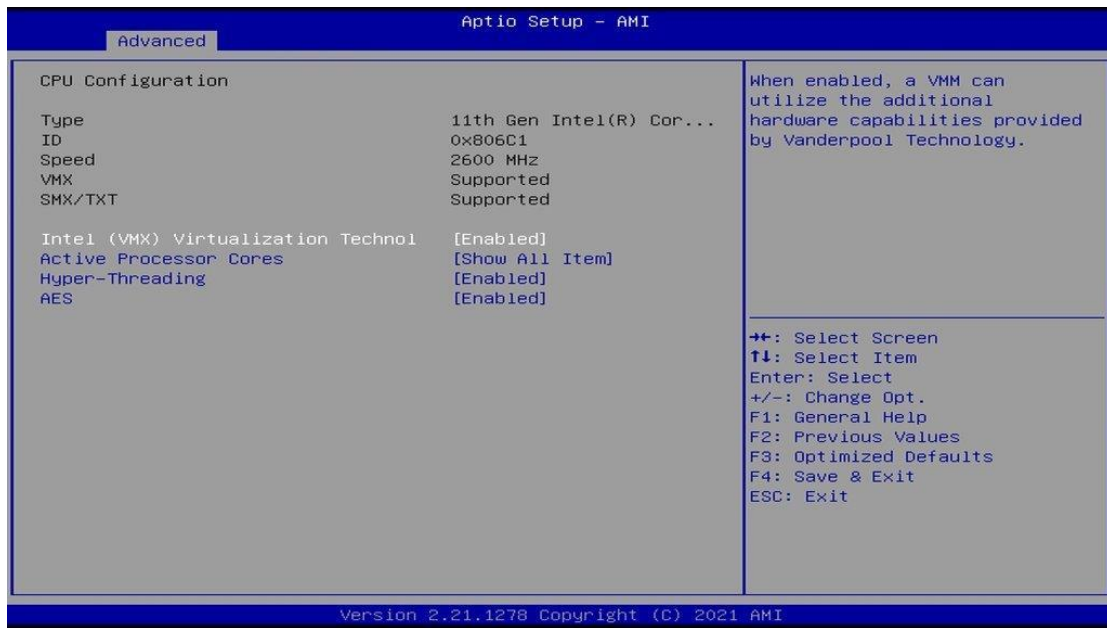 Aptio Setup - AMI
Advanced
CPU Configuration
Type 11th Gen Intel(R) Cor...
ID 0x806C1
Speed 2600 MHz
VMX Supported
SMX/TXT Supported
Intel (VMX) Virtualization Technol [Enabled]
Active Processor Cores [Show All Item]
Hyper-Threading [Enabled]
AES [Enabled]
When enabled, a VMM can
utilize the additional
hardware capabilities provided
by Vanderpool Technology.
→←: Select Screen
↑↓: Select Item
Enter: Select
+/-: Change Opt.
F1: General Help
F2: Previous Values
F3: Optimized Defaults
F4: Save & Exit
ESC: Exit
Version 2.21.1278 Copyright (C) 2021 AMI